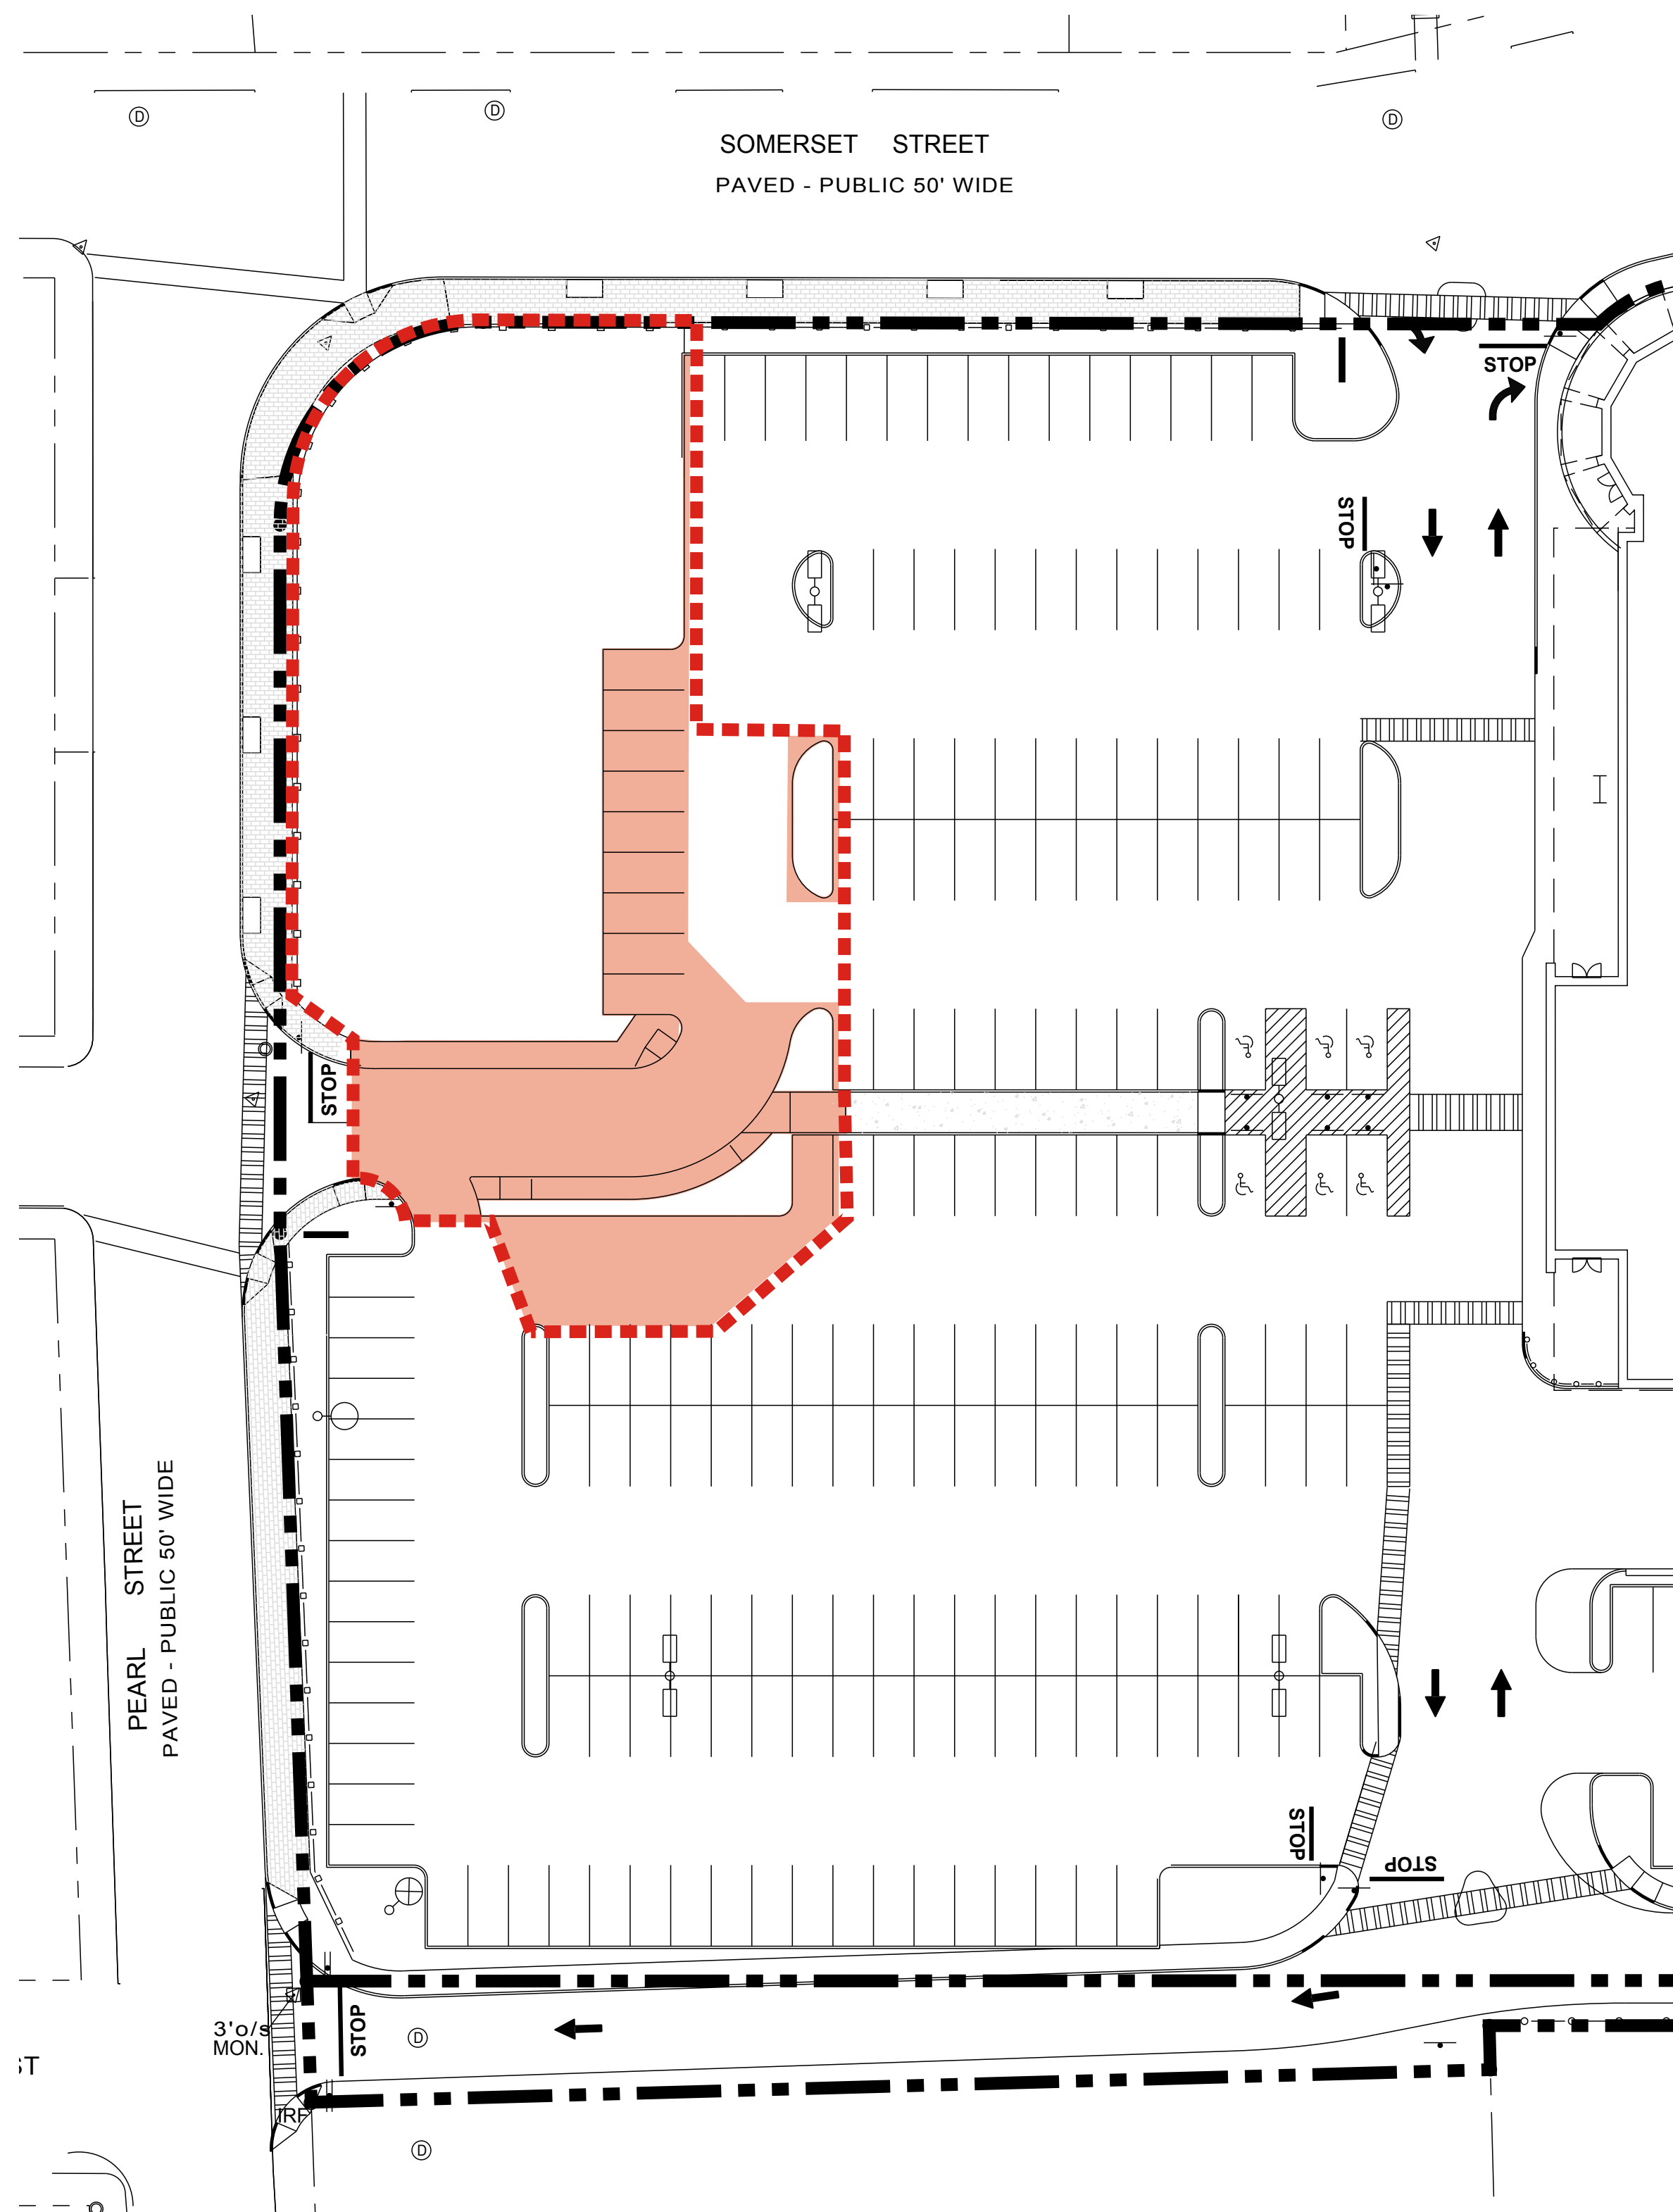 D
D
D
SOMERSET STREET
PAVED - PUBLIC 50' WIDE
STOP
STOP
STOP
PEARL STREET
PAVED - PUBLIC 50' WIDE
STOP
STOP
3'o/s
MON.
STOP
D
IRF
D